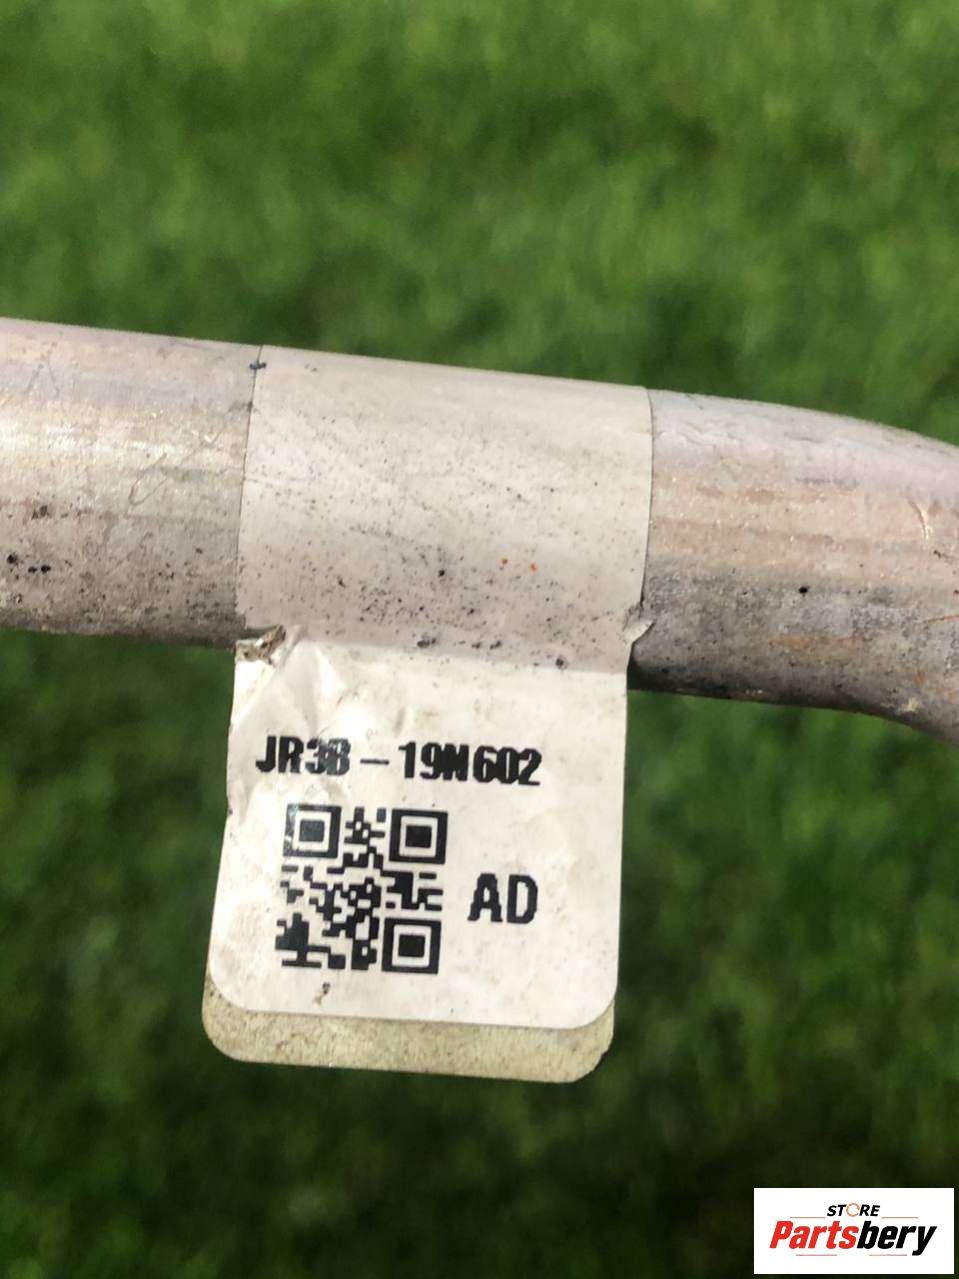 JR3B - 19N602
AD
STORE
Partsbery